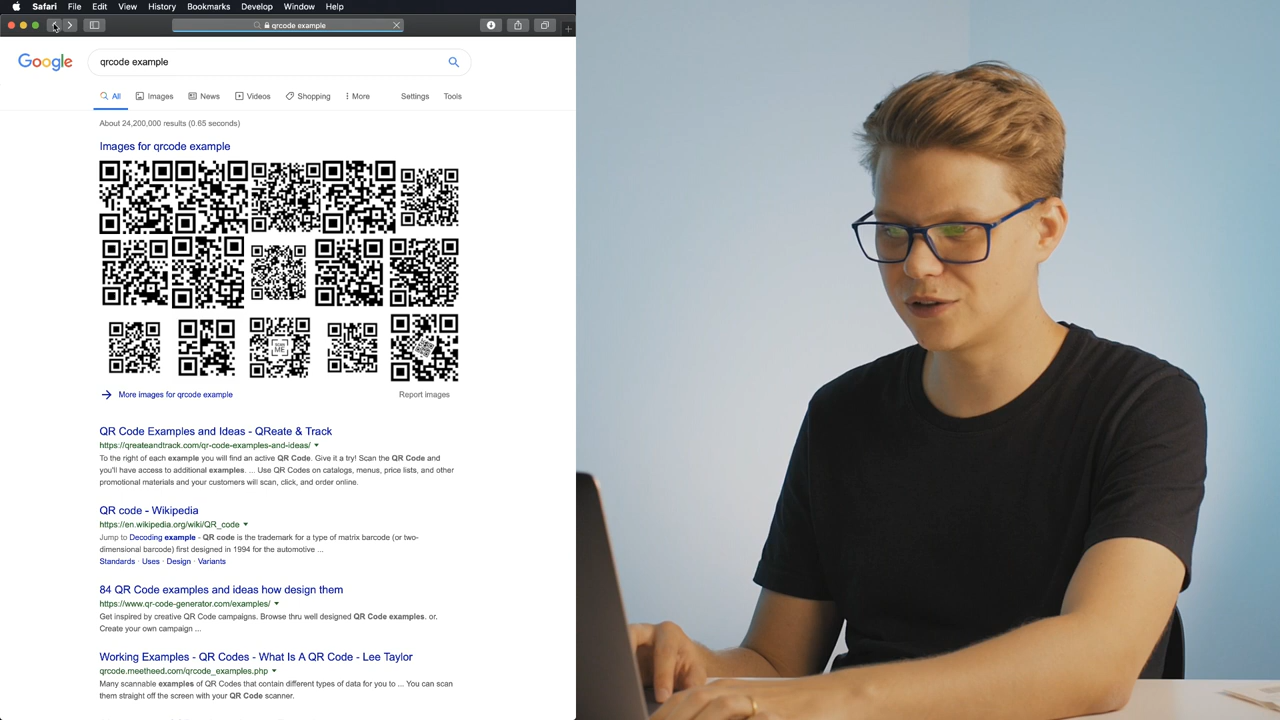 Safari File Edit View History Bookmarks Develop Window Help
qrcode example
Google
qrcode example
All Images News Videos Shopping More Settings Tools
About 24,200,000 results (0.65 seconds)
Images for qrcode example
More images for qrcode example Report images
QR Code Examples and Ideas - QReate & Track
https://qreateandtrack.com/qr-code-examples-and-ideas/
To the right of each example you will find an active QR Code. Give it a try! Scan the QR Code and
you'll have access to additional examples. ... Use QR Codes on catalogs, menus, price lists, and other
promotional materials and your customers will scan, click, and order online.
QR code - Wikipedia
https://en.wikipedia.org/wiki/QR_code
Jump to Decoding example - QR code is the trademark for a type of matrix barcode (or two-
dimensional barcode) first designed in 1994 for the automotive ...
Standards · Uses · Design · Variants
84 QR Code examples and ideas how design them
https://www.qr-code-generator.com/examples/
Get inspired by creative QR Code campaigns. Browse thru well designed QR Code examples. or.
Create your own campaign ...
Working Examples - QR Codes - What Is A QR Code - Lee Taylor
qrcode.meetheed.com/qrcode_examples.php
Many scannable examples of QR Codes that contain different types of data for you to ... You can scan
them straight off the screen with your QR Code scanner.